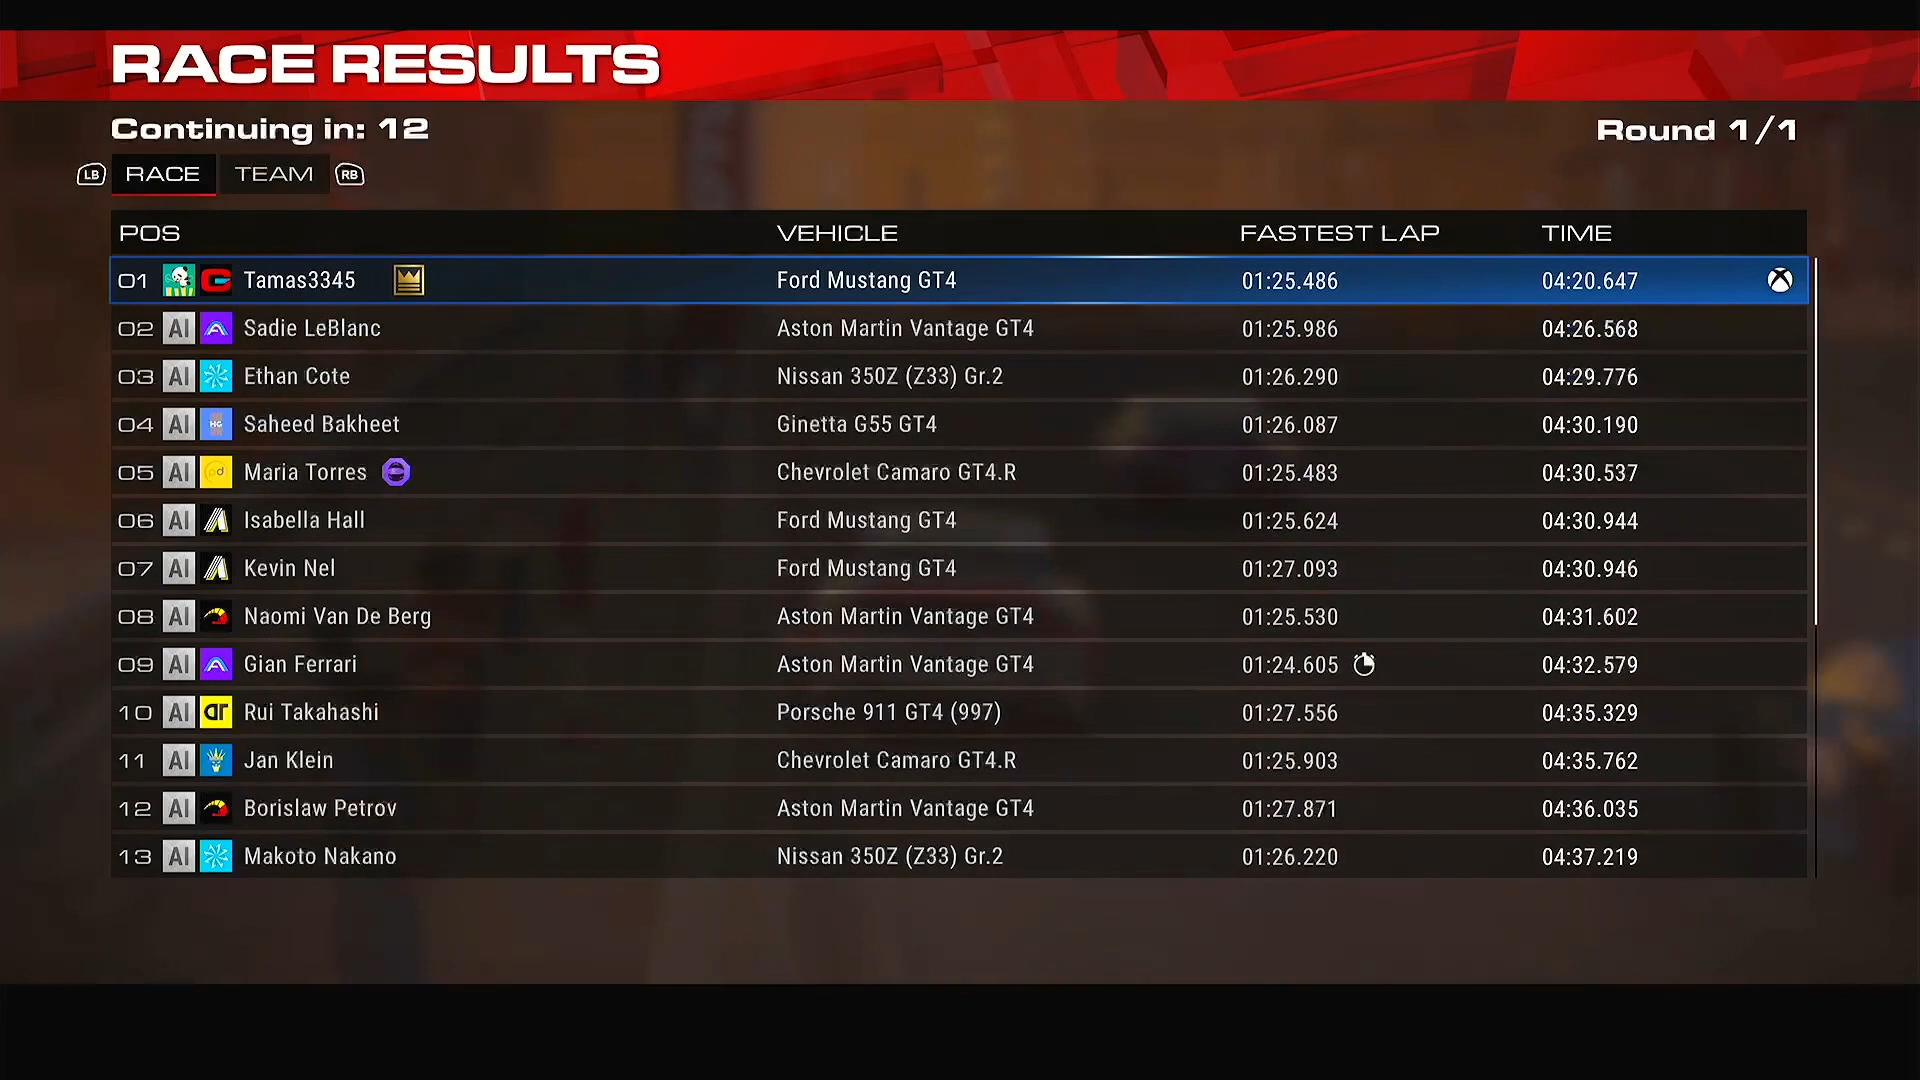 RACE RESULTS
Continuing in: 12
Round 1/1
LB RACE TEAM RB
POS VEHICLE FASTEST LAP TIME
01 Tamas3345 Ford Mustang GT4 01:25.486 04:20.647
02 AI Sadie LeBlanc Aston Martin Vantage GT4 01:25.986 04:26.568
03 AI Ethan Cote Nissan 350Z (Z33) Gr.2 01:26.290 04:29.776
04 AI HG Saheed Bakheet Ginetta G55 GT4 01:26.087 04:30.190
05 AI Maria Torres Chevrolet Camaro GT4.R 01:25.483 04:30.537
06 AI Isabella Hall Ford Mustang GT4 01:25.624 04:30.944
07 AI Kevin Nel Ford Mustang GT4 01:27.093 04:30.946
08 AI Naomi Van De Berg Aston Martin Vantage GT4 01:25.530 04:31.602
09 AI Gian Ferrari Aston Martin Vantage GT4 01:24.605 04:32.579
10 AI Rui Takahashi Porsche 911 GT4 (997) 01:27.556 04:35.329
11 AI Jan Klein Chevrolet Camaro GT4.R 01:25.903 04:35.762
12 AI Borislaw Petrov Aston Martin Vantage GT4 01:27.871 04:36.035
13 AI Makoto Nakano Nissan 350Z (Z33) Gr.2 01:26.220 04:37.219